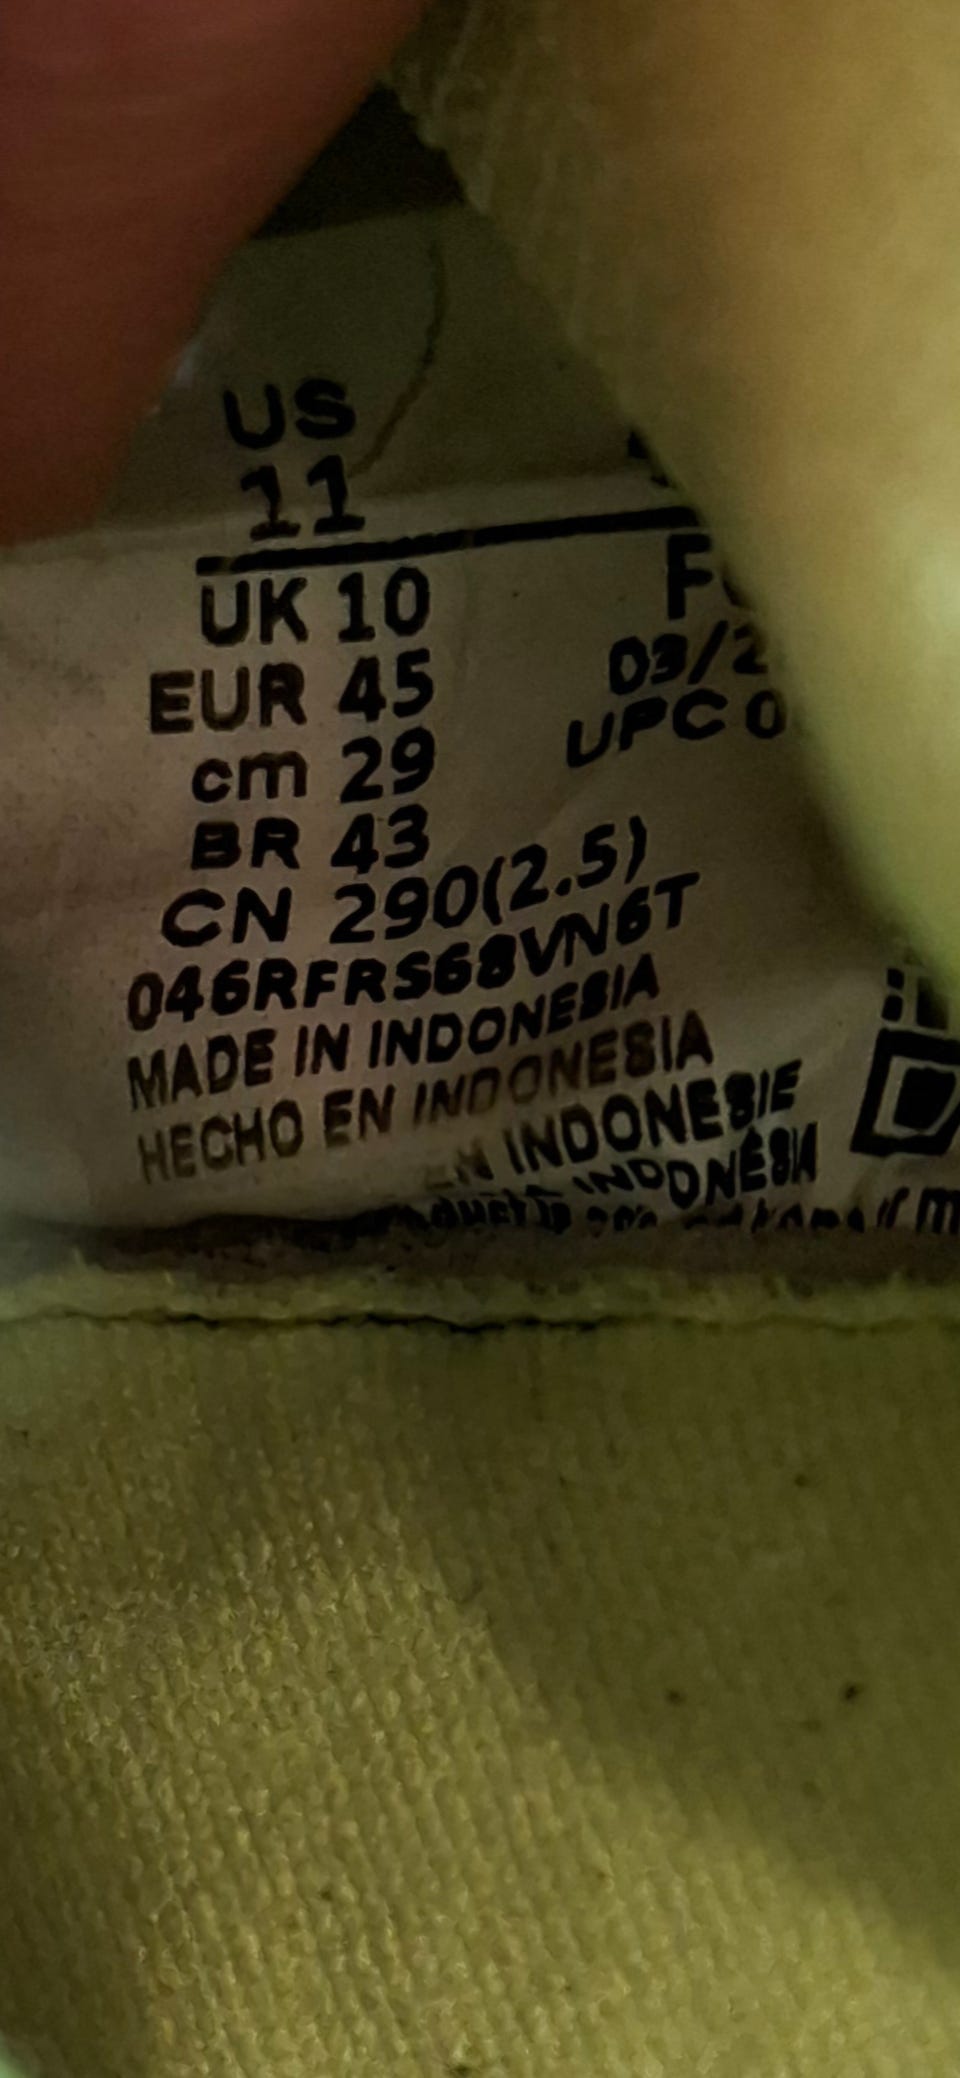 US
11
UK 10
EUR 45
cm 29
BR 43
CN 290(2.5)
046RFRS68VN6T
MADE IN INDONESIA
HECHO EN INDONESIA
EN INDONESIE
INDONÉSIA
03/2
UPC 0